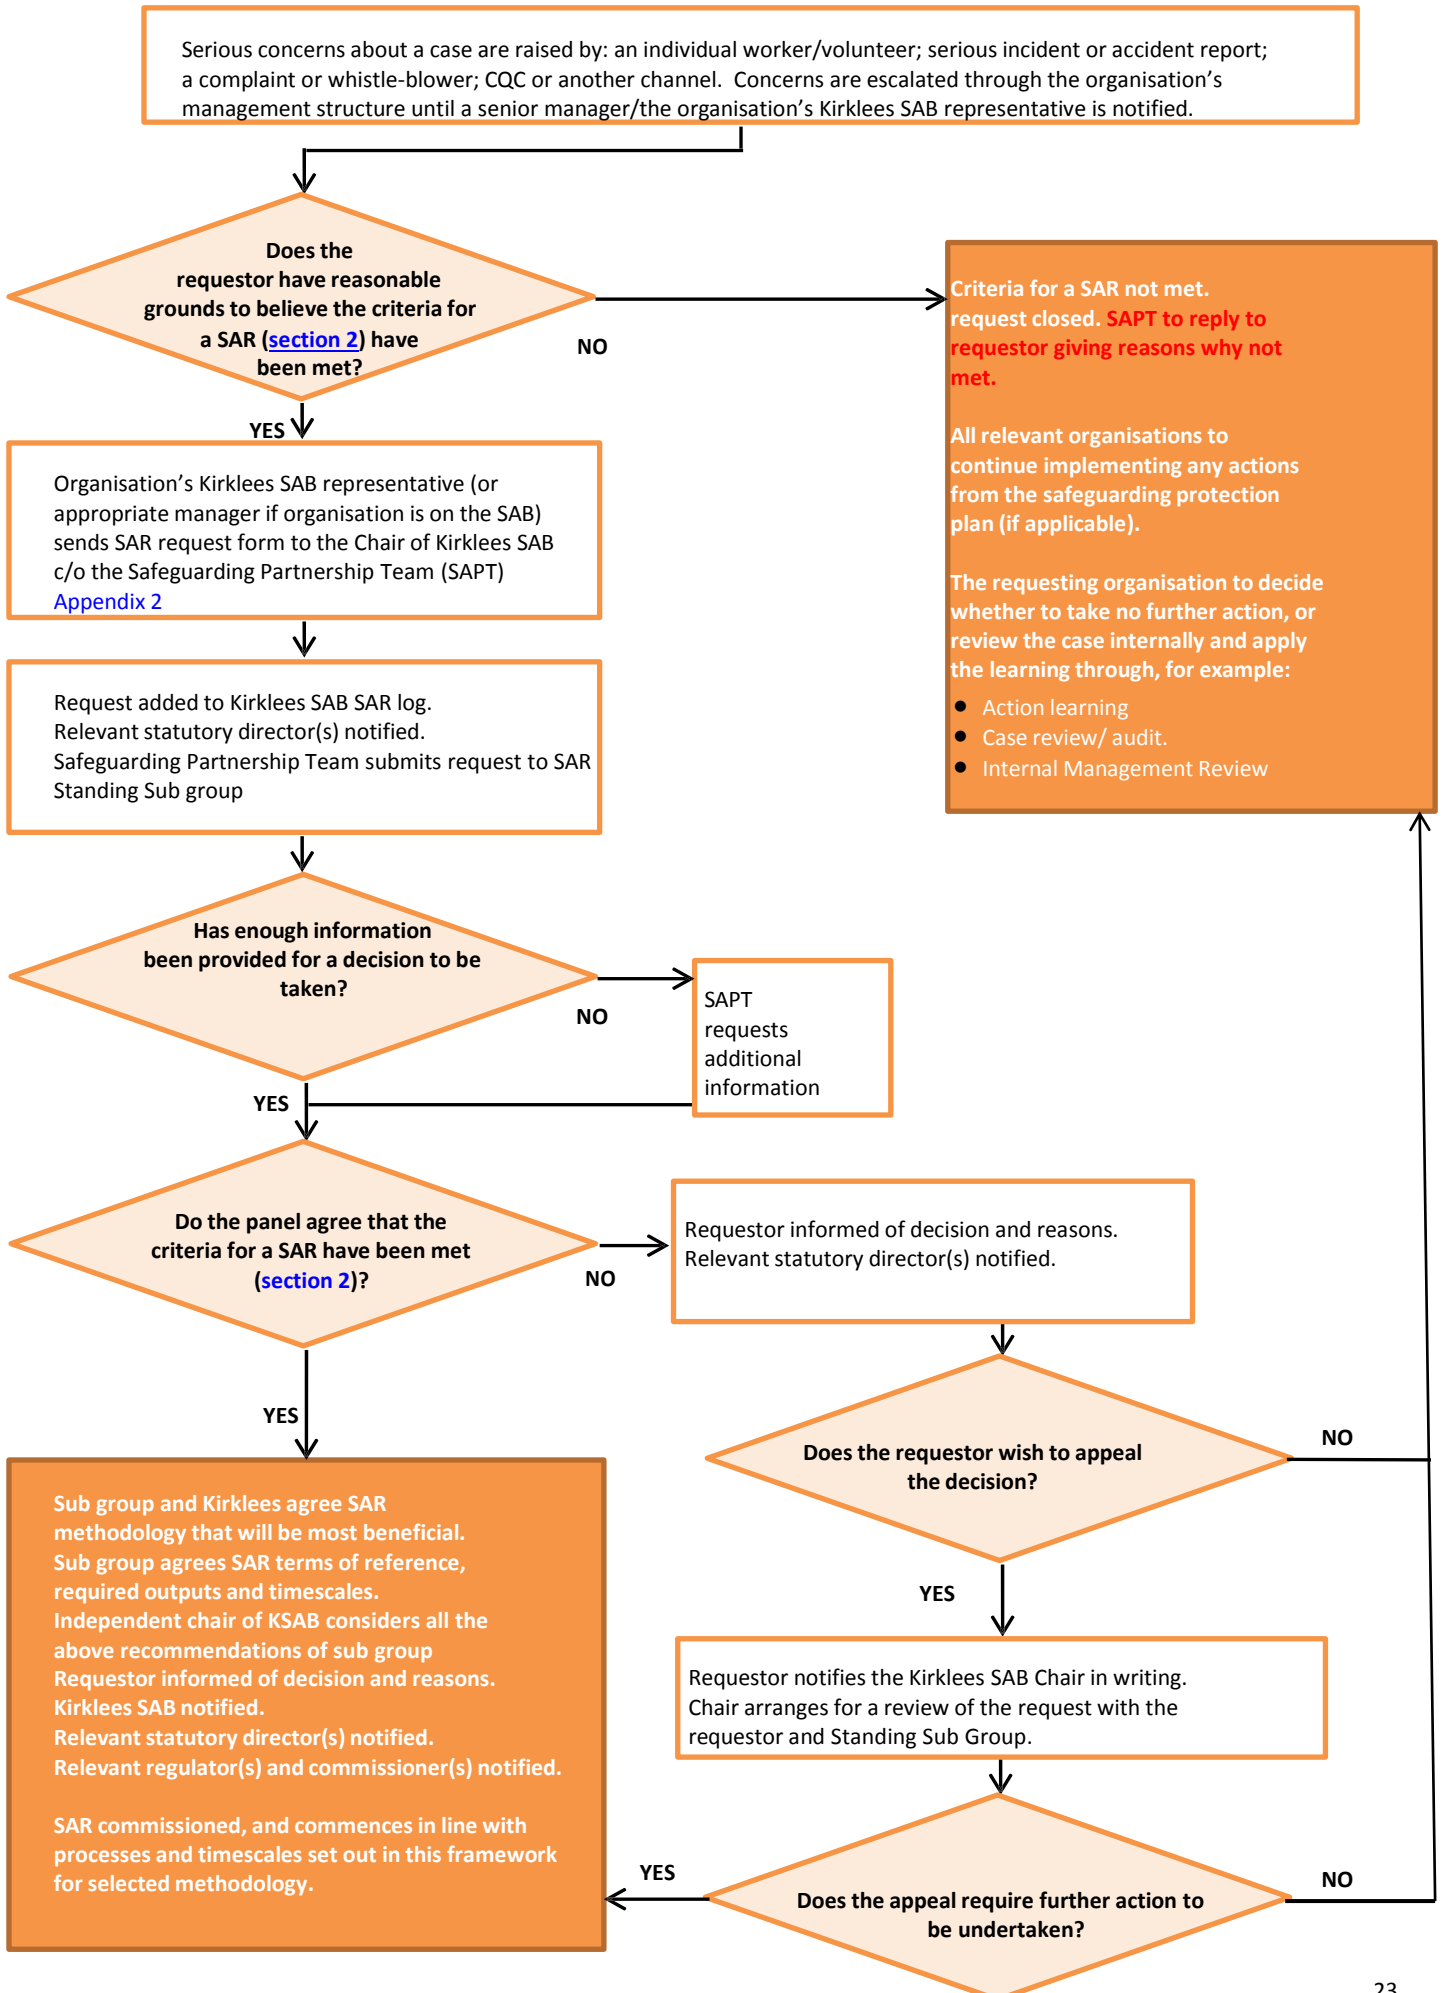 Serious concerns about a case are raised by: an individual worker/volunteer; serious incident or accident report;
a complaint or whistle-blower; CQC or another channel.  Concerns are escalated through the organisation’s
management structure until a senior manager/the organisation’s Kirklees SAB representative is notified.
Does the
requestor have reasonable
grounds to believe the criteria for
a SAR (section 2) have
been met?
NO
YES
Criteria for a SAR not met.
request closed. SAPT to reply to
requestor giving reasons why not
met.
All relevant organisations to
continue implementing any actions
from the safeguarding protection
plan (if applicable).
The requesting organisation to decide
whether to take no further action, or
review the case internally and apply
the learning through, for example:
● Action learning
● Case review/ audit.
● Internal Management Review
Organisation’s Kirklees SAB representative (or
appropriate manager if organisation is on the SAB)
sends SAR request form to the Chair of Kirklees SAB
c/o the Safeguarding Partnership Team (SAPT)
Appendix 2
Request added to Kirklees SAB SAR log.
Relevant statutory director(s) notified.
Safeguarding Partnership Team submits request to SAR
Standing Sub group
Has enough information
been provided for a decision to be
taken?
NO
SAPT
requests
additional
information
YES
Do the panel agree that the
criteria for a SAR have been met
(section 2)?
NO
Requestor informed of decision and reasons.
Relevant statutory director(s) notified.
YES
Does the requestor wish to appeal
the decision?
NO
YES
Sub group and Kirklees agree SAR
methodology that will be most beneficial.
Sub group agrees SAR terms of reference,
required outputs and timescales.
Independent chair of KSAB considers all the
above recommendations of sub group
Requestor informed of decision and reasons.
Kirklees SAB notified.
Relevant statutory director(s) notified.
Relevant regulator(s) and commissioner(s) notified.
SAR commissioned, and commences in line with
processes and timescales set out in this framework
for selected methodology.
Requestor notifies the Kirklees SAB Chair in writing.
Chair arranges for a review of the request with the
requestor and Standing Sub Group.
YES
Does the appeal require further action to
be undertaken?
NO
23